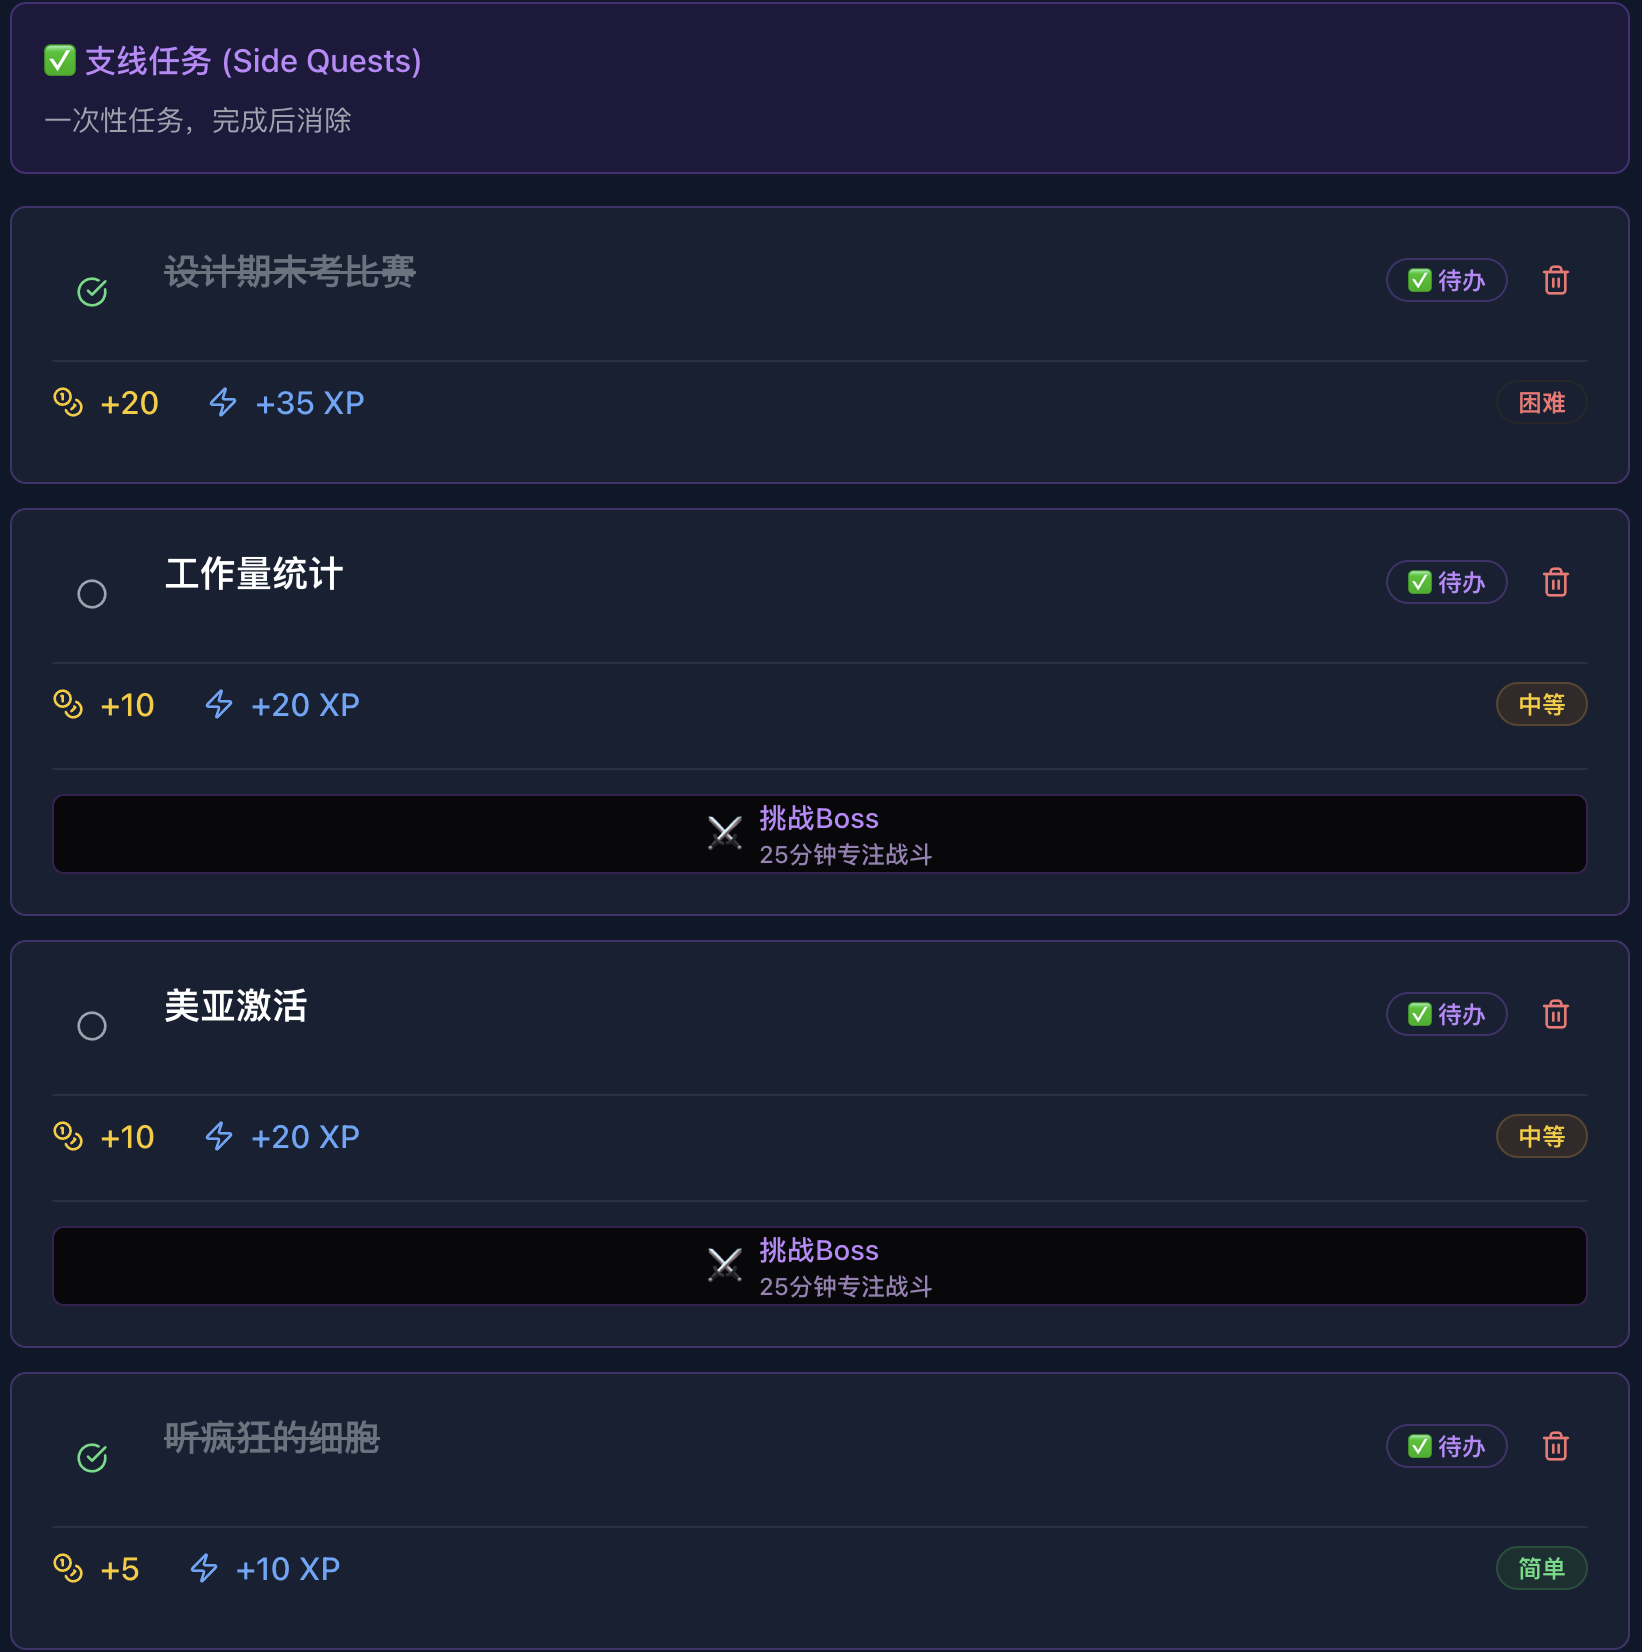 ✅ 支线任务 (Side Quests)
一次性任务，完成后消除
设计期末考比赛
✅ 待办
+20 +35 XP
困难
工作量统计
✅ 待办
+10 +20 XP
中等
⚔️ 挑战Boss
25分钟专注战斗
美亚激活
✅ 待办
+10 +20 XP
中等
⚔️ 挑战Boss
25分钟专注战斗
听疯狂的细胞
✅ 待办
+5 +10 XP
简单